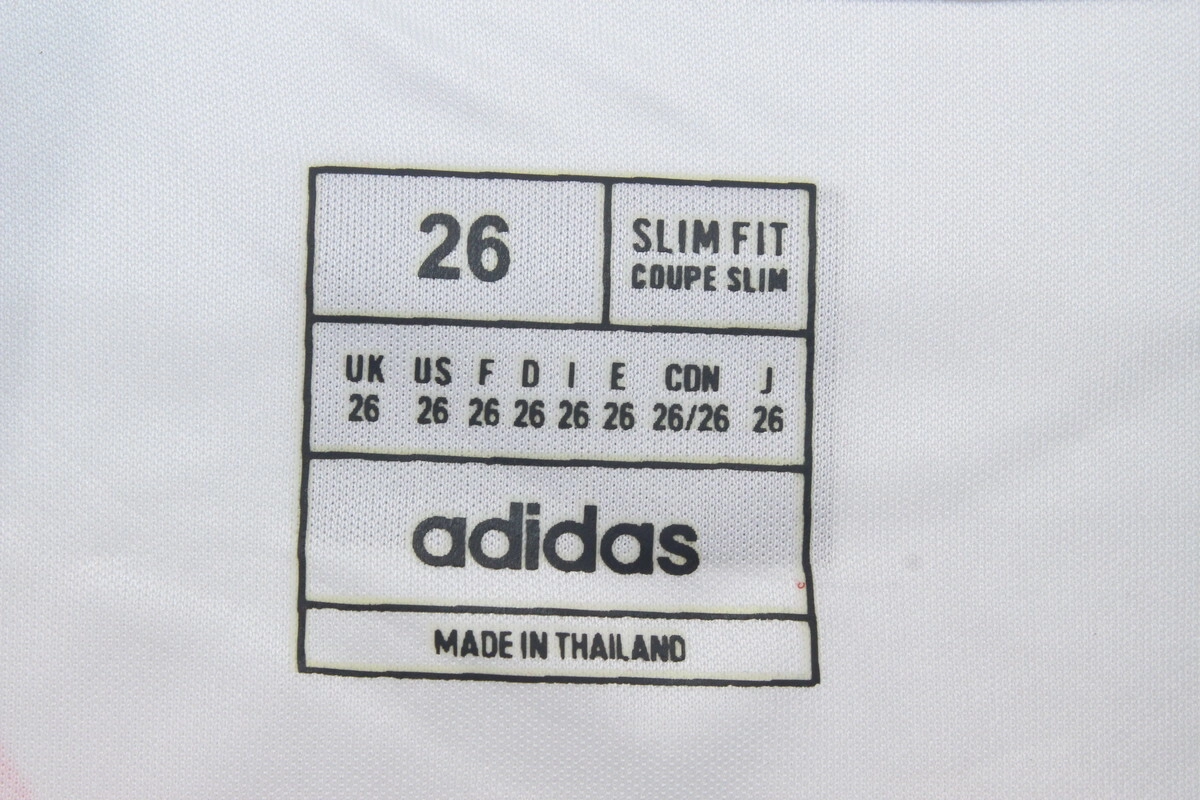 26
SLIM FIT
COUPE SLIM
UK US F D I E CDN J
26 26 26 26 26 26 26/26 26
adidas
MADE IN THAILAND